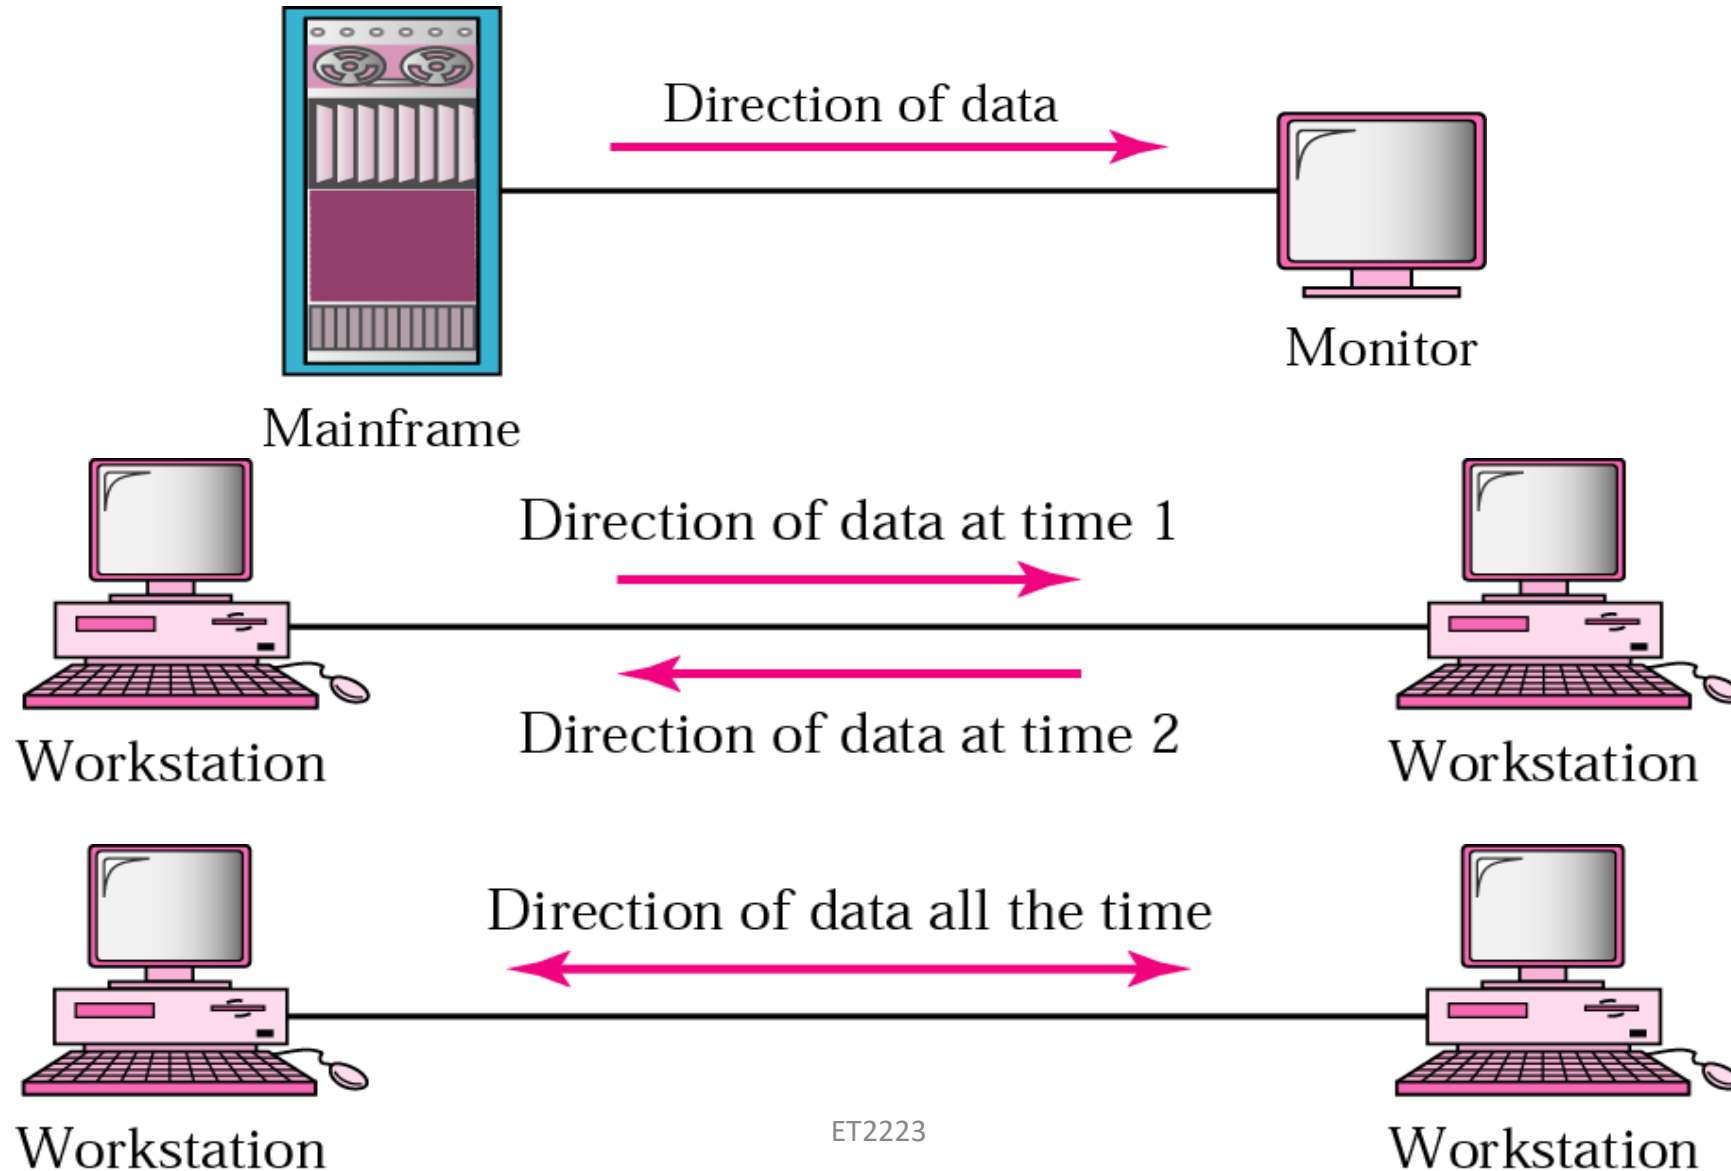 Direction of data
Monitor
Mainframe
Direction of data at time 1
Direction of data at time 2
Workstation
Workstation
Direction of data all the time
Workstation
ET2223
Workstation